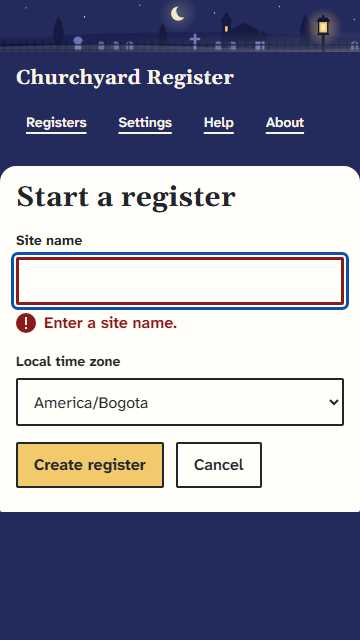 Churchyard Register
Registers Settings Help About
Start a register
Site name
! Enter a site name.
Local time zone
America/Bogota
Create register Cancel